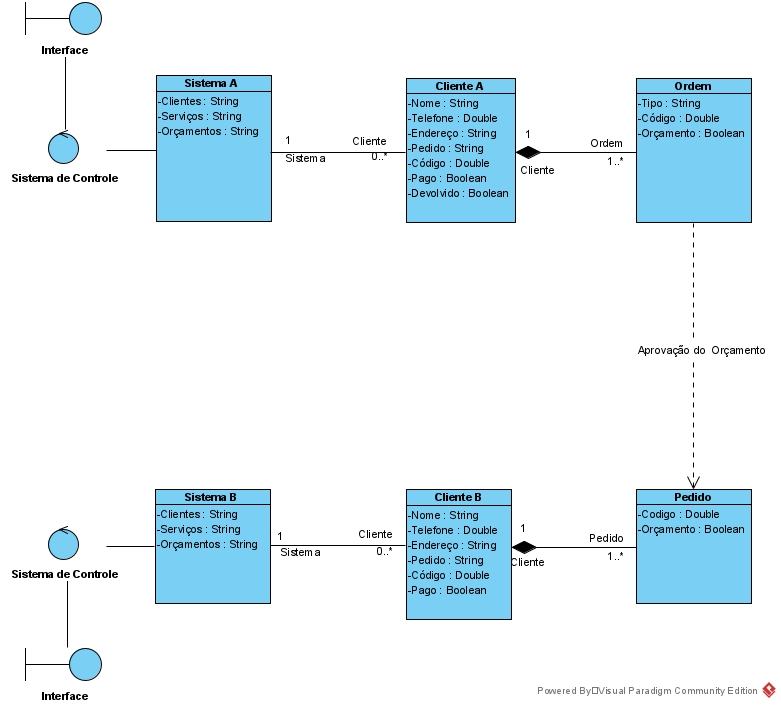 Interface
Sistema de Controle
Sistema A
-Clientes : String
-Serviços : String
-Orçamentos : String
1
Sistema
Cliente
0..*
Cliente A
-Nome : String
-Telefone : Double
-Endereço : String
-Pedido : String
-Código : Double
-Pago : Boolean
-Devolvido : Boolean
1
Cliente
Ordem
1..*
Ordem
-Tipo : String
-Código : Double
-Orçamento : Boolean
Aprovação do Orçamento
Sistema B
-Clientes : String
-Serviços : String
-Orçamentos : String
1
Sistema
Cliente
0..*
Cliente B
-Nome : String
-Telefone : Double
-Endereço : String
-Pedido : String
-Código : Double
-Pago : Boolean
1
Cliente
Pedido
1..*
Pedido
-Codigo : Double
-Orçamento : Boolean
Sistema de Controle
Interface
Powered By Visual Paradigm Community Edition